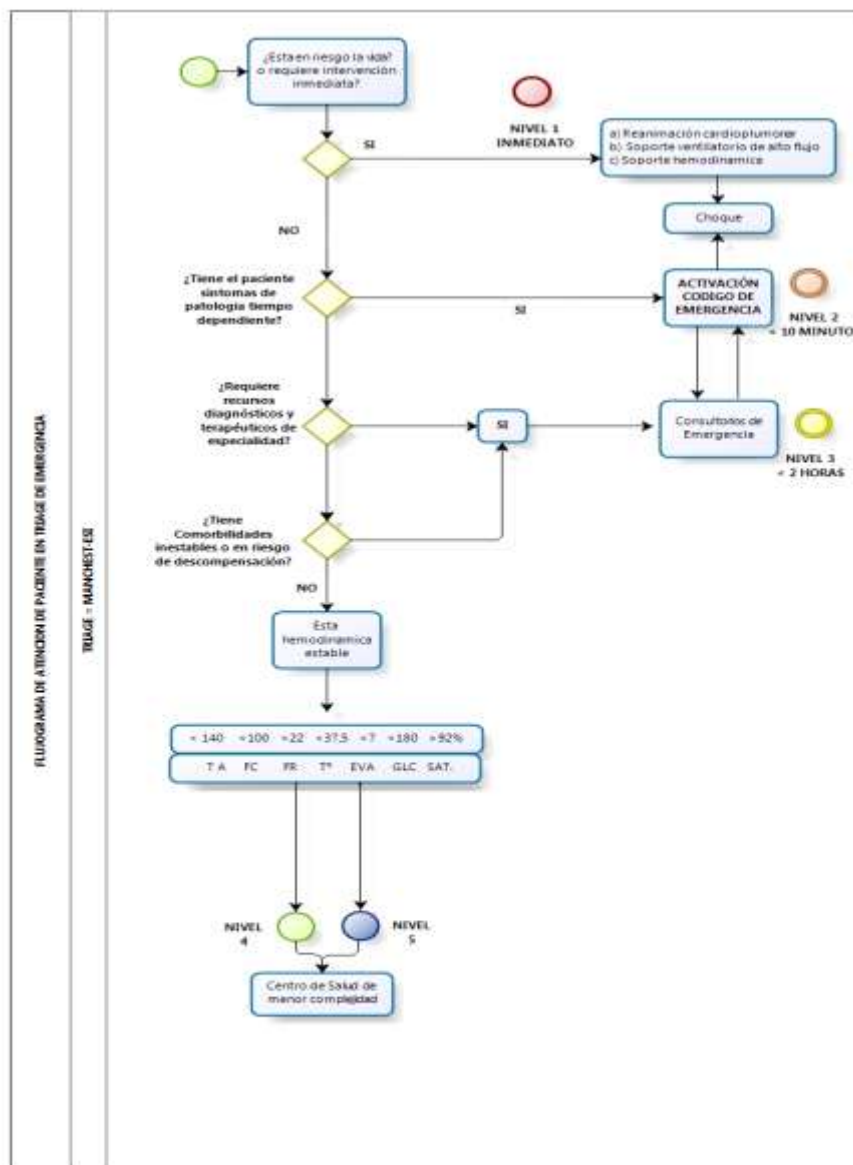 FLUJOGRAMA DE ATENCION DE PACIENTE EN TRIAGE DE EMERGENCIA
TRIAGE = MANCHEST-ESI
¿Esta en riesgo la vida?
o requiere intervención
inmediata?
NIVEL 1
INMEDIATO
SI
a) Reanimación cardioplumonar
b) Soporte ventilatorio de alto flujo
c) Soporte hemodinamico
Choque
NO
¿Tiene el paciente
sintomas de
patología tiempo
dependiente?
SI
ACTIVACIÓN
CODIGO DE
EMERGENCIA
NIVEL 2
10 MINUTO
¿Requiere
recursos
diagnósticos y
terapéuticos de
especialidad?
SI
Consultorios de
Emergencia
NIVEL 3
< 2 HORAS
¿Tiene
Comorbilidades
inestables o en riesgo
de descompensación?
NO
Esta
hemodinamica
estable
< 140 <100 <22 <37.5 <7 <180 >92%
T A FC FR Tº EVA GLC SAT.
NIVEL
4
NIVEL
5
Centro de Salud de
menor complejidad